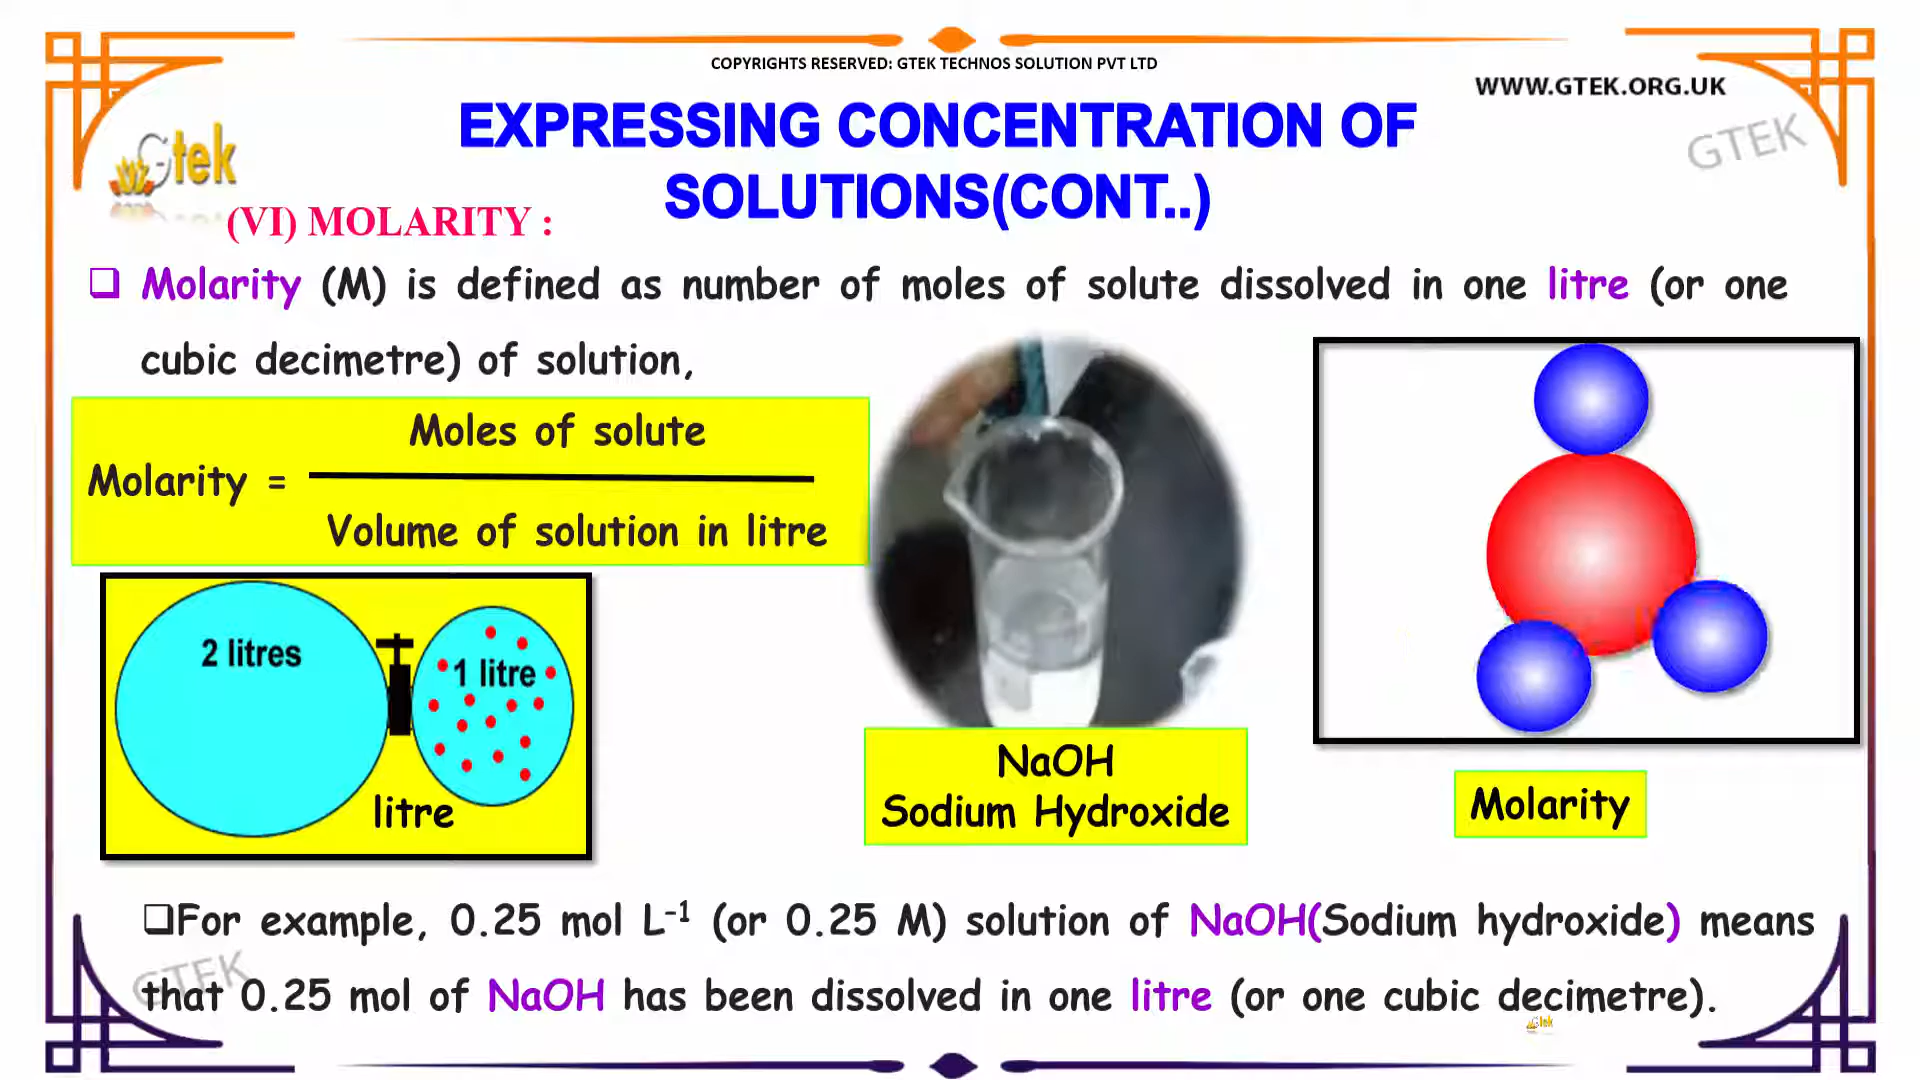 COPYRIGHTS RESERVED: GTEK TECHNOS SOLUTION PVT LTD
WWW.GTEK.ORG.UK
EXPRESSING CONCENTRATION OF
SOLUTIONS(CONT..)
GTEK
Gtek
(VI) MOLARITY :
❑ Molarity (M) is defined as number of moles of solute dissolved in one litre (or one
cubic decimetre) of solution,
Moles of solute
Molarity =
Volume of solution in litre
2 litres
1 litre
litre
NaOH
Sodium Hydroxide
Molarity
❑For example, 0.25 mol L⁻¹ (or 0.25 M) solution of NaOH(Sodium hydroxide) means
that 0.25 mol of NaOH has been dissolved in one litre (or one cubic decimetre).
GTEK
Gtek